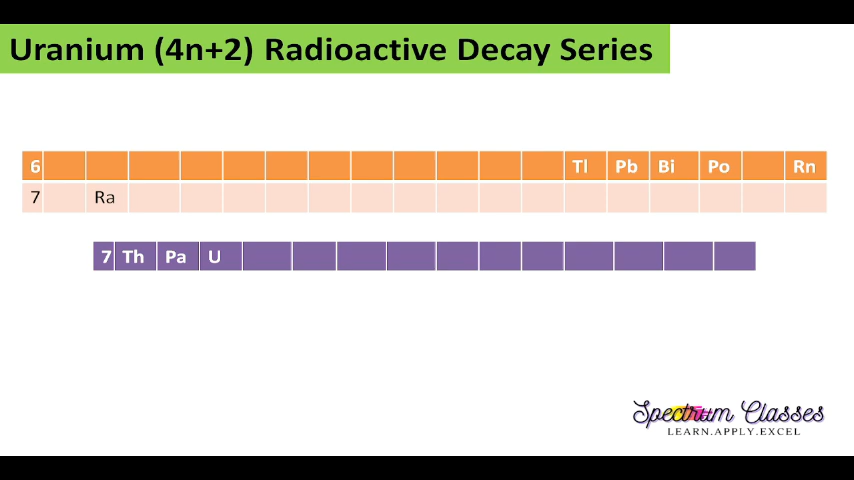 Uranium (4n+2) Radioactive Decay Series
6 Tl Pb Bi Po Rn
7 Ra
7 Th Pa U
Spectrum Classes
LEARN.APPLY.EXCEL